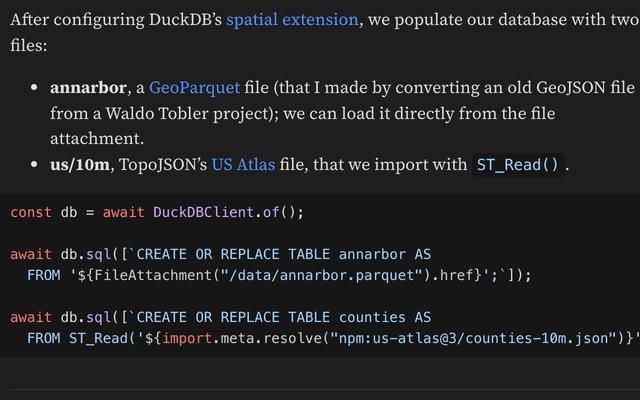 After configuring DuckDB’s spatial extension, we populate our database with two
files:
• annarbor, a GeoParquet file (that I made by converting an old GeoJSON file
from a Waldo Tobler project); we can load it directly from the file
attachment.
• us/10m, TopoJSON’s US Atlas file, that we import with ST_Read().
const db = await DuckDBClient.of();
await db.sql([`CREATE OR REPLACE TABLE annarbor AS
  FROM '${FileAttachment("/data/annarbor.parquet").href}';`]);
await db.sql([`CREATE OR REPLACE TABLE counties AS
  FROM ST_Read('${import.meta.resolve("npm:us-atlas@3/counties-10m.json")}'